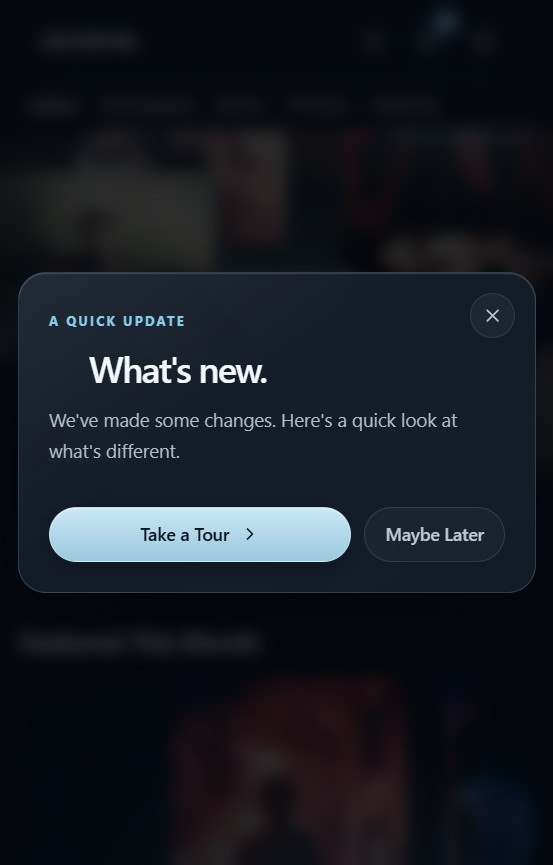 A QUICK UPDATE
What's new.
We've made some changes. Here's a quick look at
what's different.
Take a Tour
Maybe Later